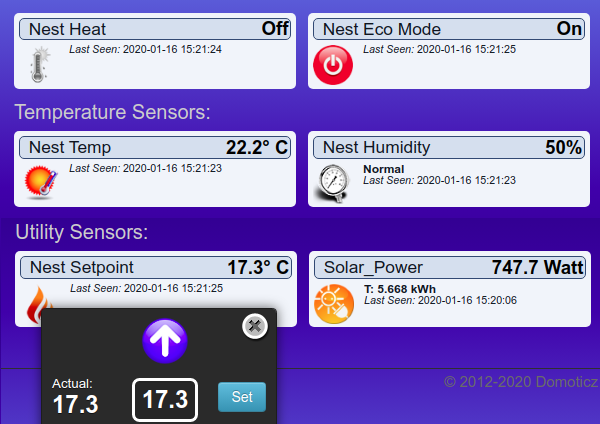 Nest Heat Off
Last Seen: 2020-01-16 15:21:24
Nest Eco Mode On
Last Seen: 2020-01-16 15:21:25
Temperature Sensors:
Nest Temp 22.2° C
Last Seen: 2020-01-16 15:21:23
Nest Humidity 50%
Normal
Last Seen: 2020-01-16 15:21:23
Utility Sensors:
Nest Setpoint 17.3° C
Last Seen: 2020-01-16 15:21:25
Solar_Power 747.7 Watt
T: 5.668 kWh
Last Seen: 2020-01-16 15:20:06
Actual:
17.3
17.3
Set
© 2012-2020 Domoticz